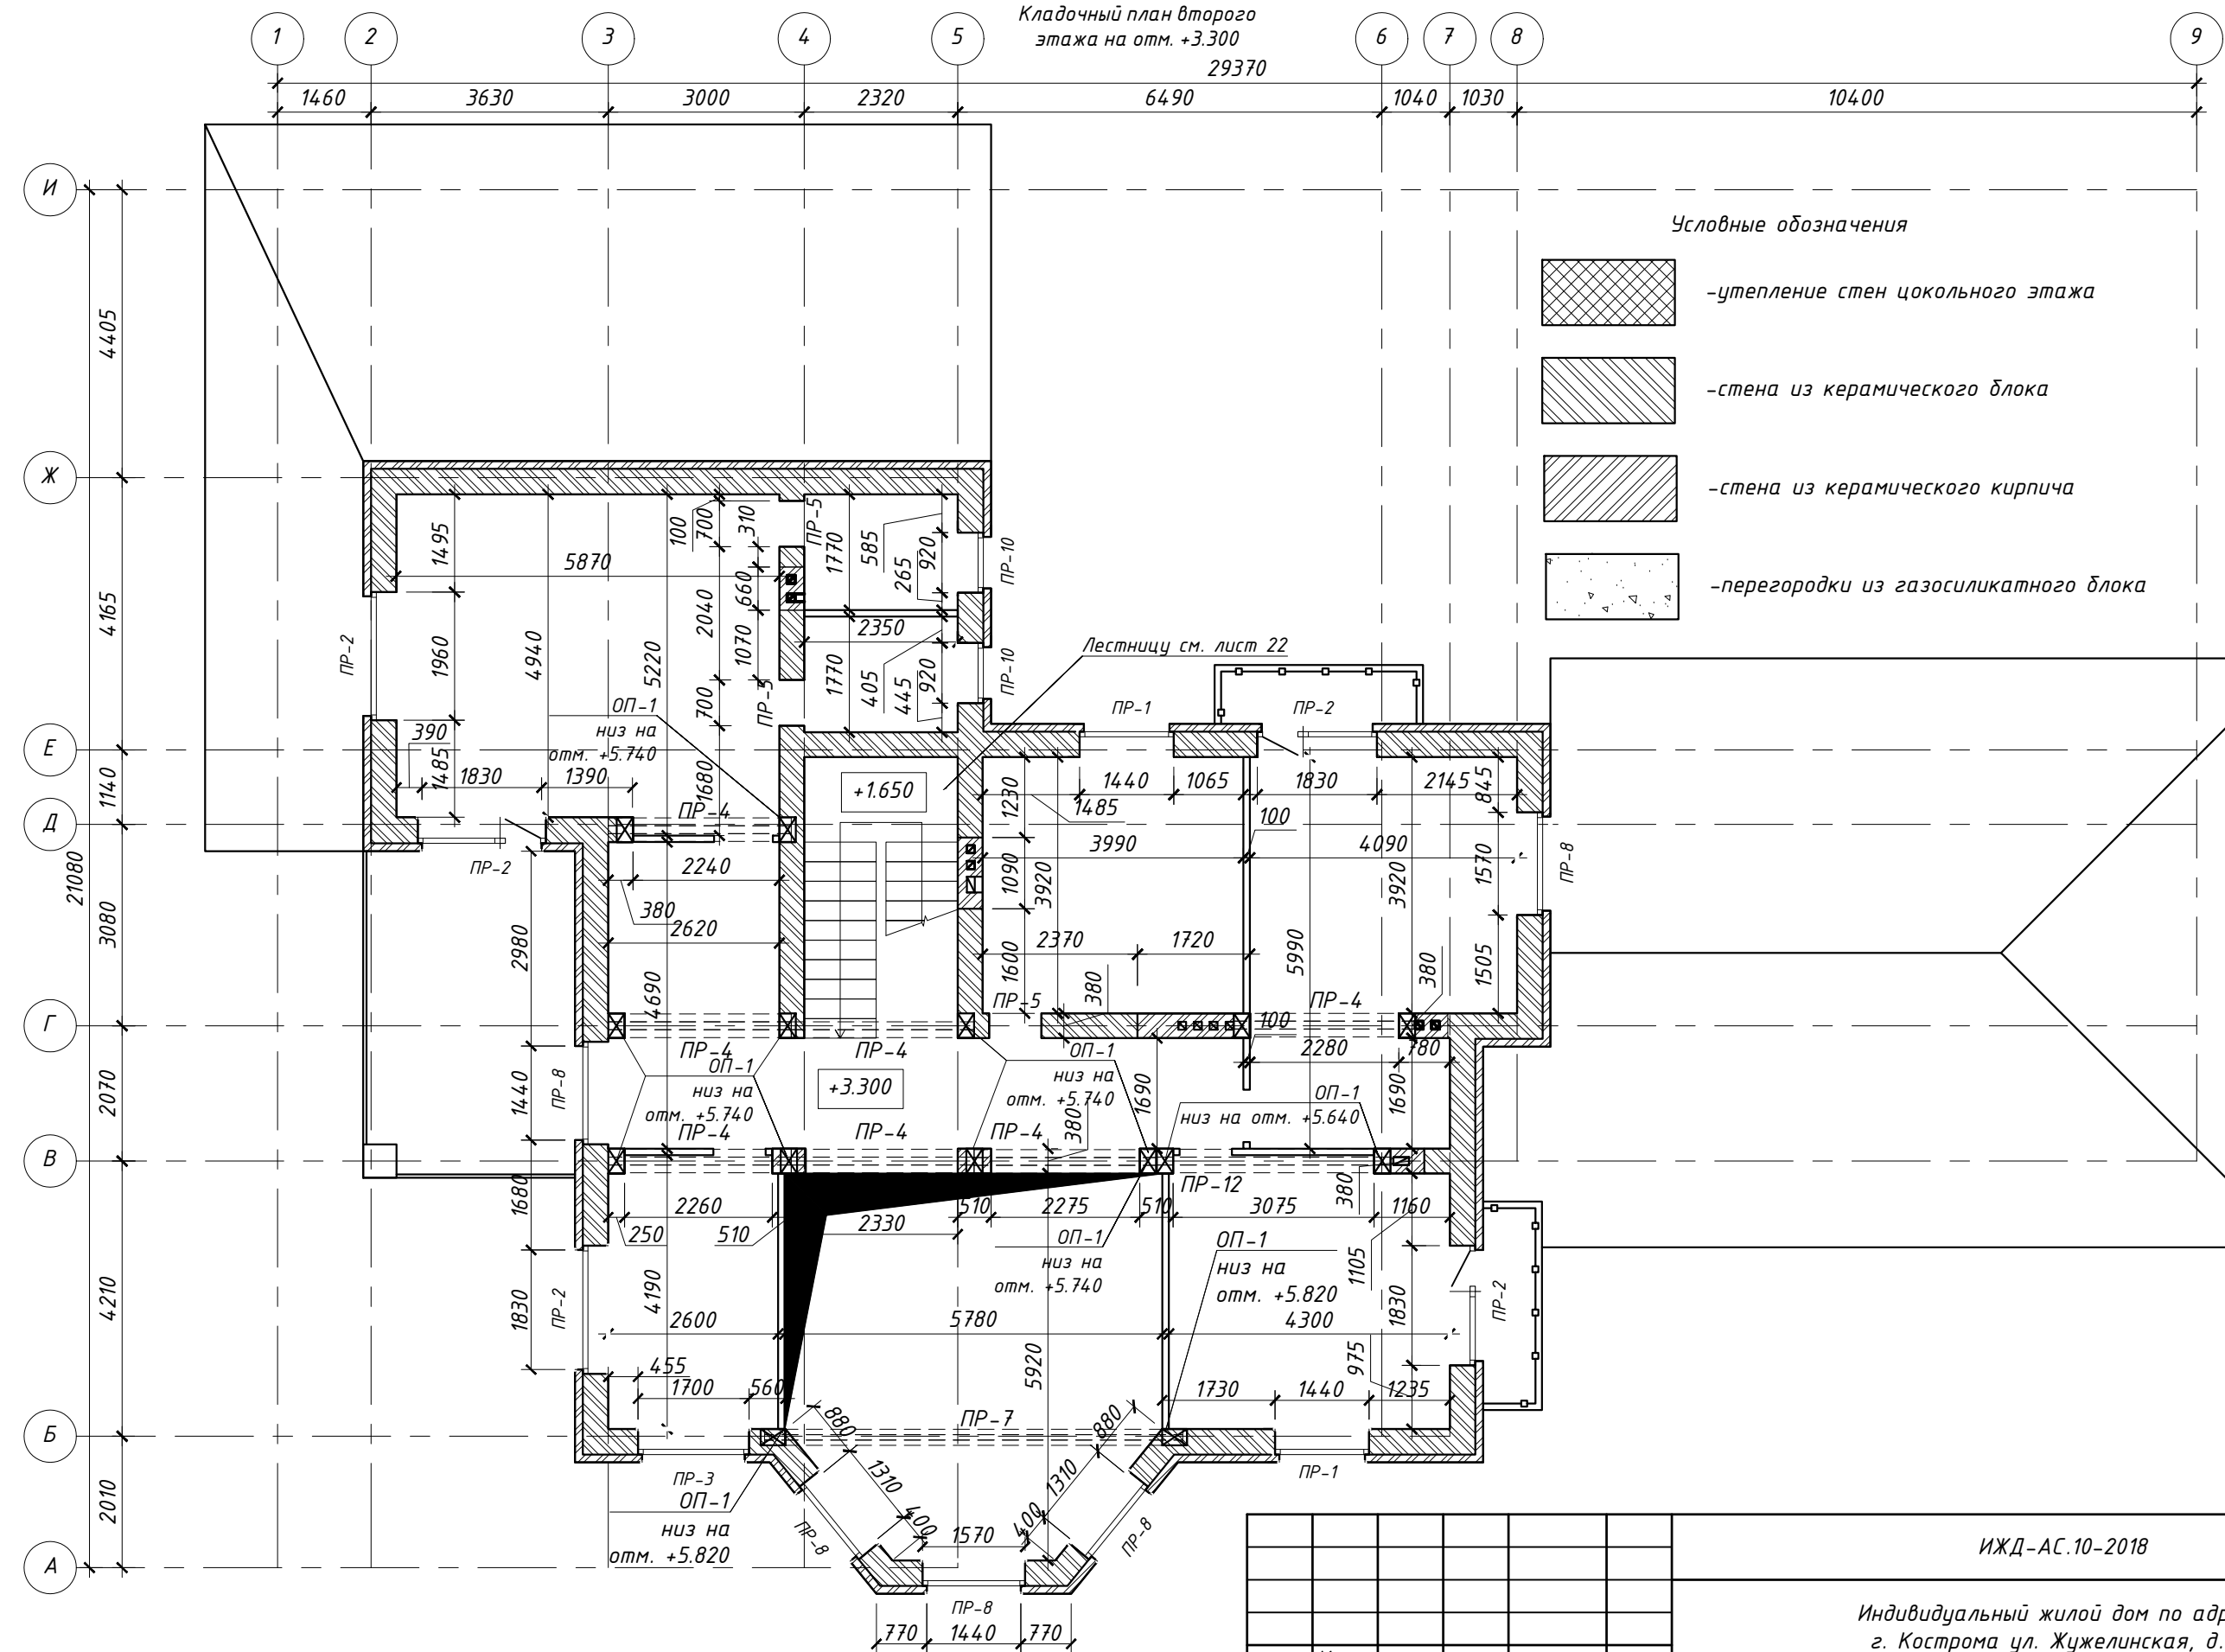 Кладочный план второго
этажа на отм. +3.300
1 2 3 4 5 6 7 8 9
29370
1460 3630 3000 2320 6490 1040 1030 10400
И
Ж
Е
Д
Г
В
Б
А
21080
4405
4165
1140
3080
2070
4210
2010
Условные обозначения
-утепление стен цокольного этажа
-стена из керамического блока
-стена из керамического кирпича
-перегородки из газосиликатного блока
1495
5870
100
700
310
ПР-5
1770
585
265
920
ПР-10
660
2040
1070
ПР-2
1960
4940
5220
2350
1770
405
445
920
ПР-10
700
ПР-5
Лестницу см. лист 22
ОП-1
низ на
отм. +5.740
390
1485
1830
1390
1680
ПР-4
ПР-2
ПР-1
ПР-2
+1.650
1230
1440
1065
1830
2145
845
1485
100
3990
4090
1090
3920
3920
1570
ПР-8
2240
380
2620
2980
4690
2370
1720
1600
380
5990
380
1505
ПР-5
ПР-4
100
2280
780
ПР-4
ПР-4
ОП-1
низ на
отм. +5.740
+3.300
ОП-1
низ на
отм. +5.740
380
1690
ОП-1
низ на отм. +5.640
1690
1440
ПР-8
ПР-4
ПР-4
ПР-4
ПР-12
1680
2260
250
510
2330
510
2275
510
3075
380
1160
1105
ОП-1
низ на
отм. +5.740
ОП-1
низ на
отм. +5.820
1830
ПР-2
4190
2600
5780
4300
1830
ПР-2
5920
975
455
1700
560
1730
1440
1235
880
ПР-7
880
ПР-3
ОП-1
низ на
отм. +5.820
1310
400
1570
400
1310
ПР-8
ПР-8
ПР-1
ПР-8
770 1440 770
ИЖД-АС.10-2018
Индивидуальный жилой дом по
г. Кострома ул. Жужелинская, д.